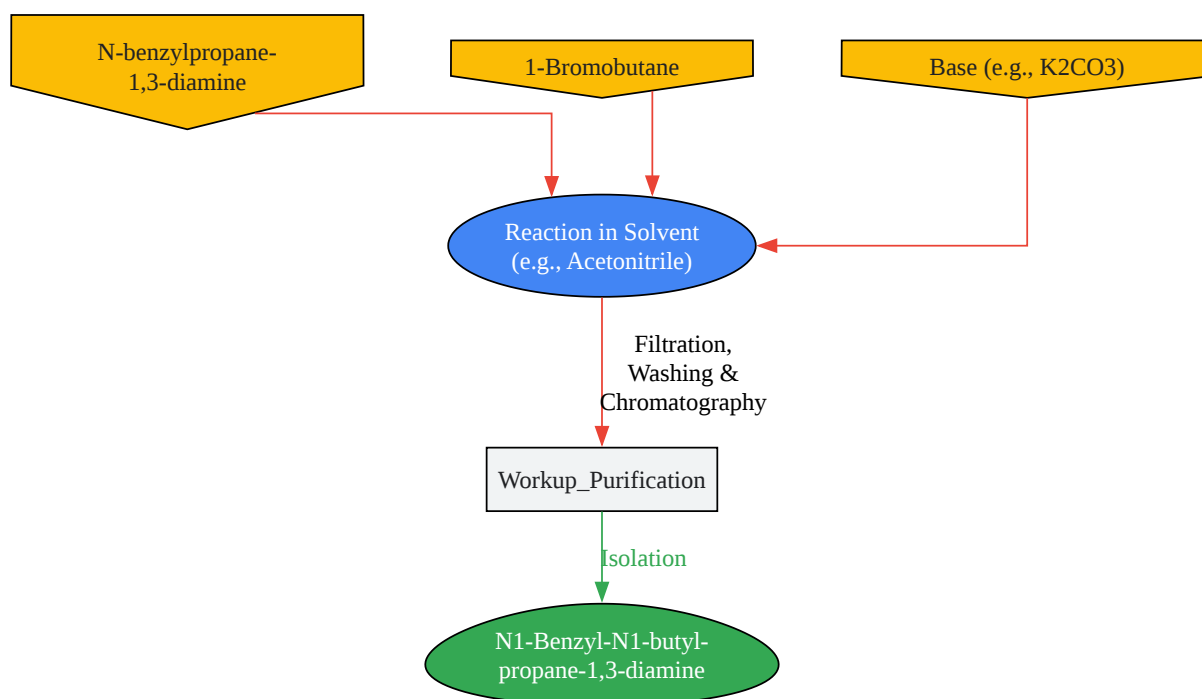 N-benzylpropane-
1,3-diamine
1-Bromobutane
Base (e.g., K2CO3)
Reaction in Solvent
(e.g., Acetonitrile)
Filtration,
Washing &
Chromatography
Workup_Purification
Isolation
N1-Benzyl-N1-butyl-
propane-1,3-diamine